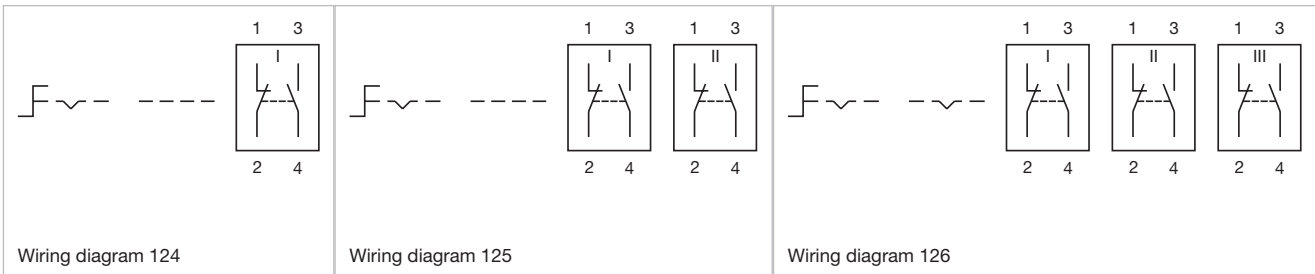 1 3
I
2 4
Wiring diagram 124
1 3 1 3
I II
2 4 2 4
Wiring diagram 125
1 3 1 3 1 3
I II III
2 4 2 4 2 4
Wiring diagram 126